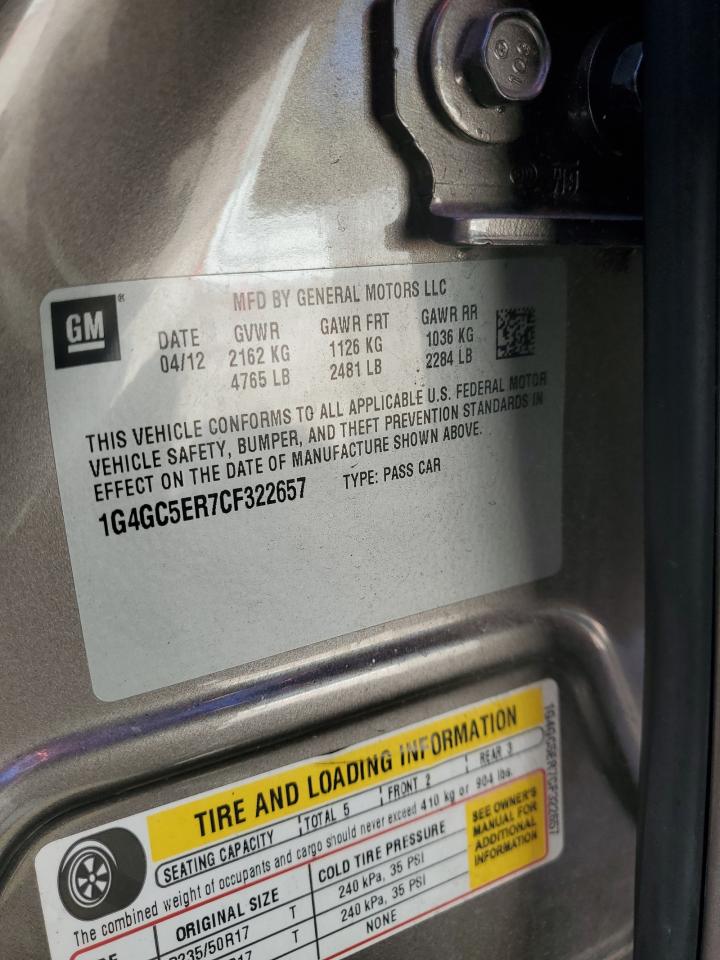 109
GM
®
MFD BY GENERAL MOTORS LLC
DATE GVWR GAWR FRT GAWR RR
04/12 2162 KG 1126 KG 1036 KG
4765 LB 2481 LB 2284 LB
THIS VEHICLE CONFORMS TO ALL APPLICABLE U.S. FEDERAL MOTOR
VEHICLE SAFETY, BUMPER, AND THEFT PREVENTION STANDARDS IN
EFFECT ON THE DATE OF MANUFACTURE SHOWN ABOVE.
1G4GC5ER7CF322657 TYPE: PASS CAR
TIRE AND LOADING INFORMATION
1G4GC5ER7CF322657
SEATING CAPACITY TOTAL 5 FRONT 2 REAR 3
The combined weight of occupants and cargo should never exceed 410 kg or 904 lbs.
ORIGINAL SIZE COLD TIRE PRESSURE
P235/50R17 T 240 kPa, 35 PSI
R17 T 240 kPa, 35 PSI
NONE
SEE OWNER'S
MANUAL FOR
ADDITIONAL
INFORMATION